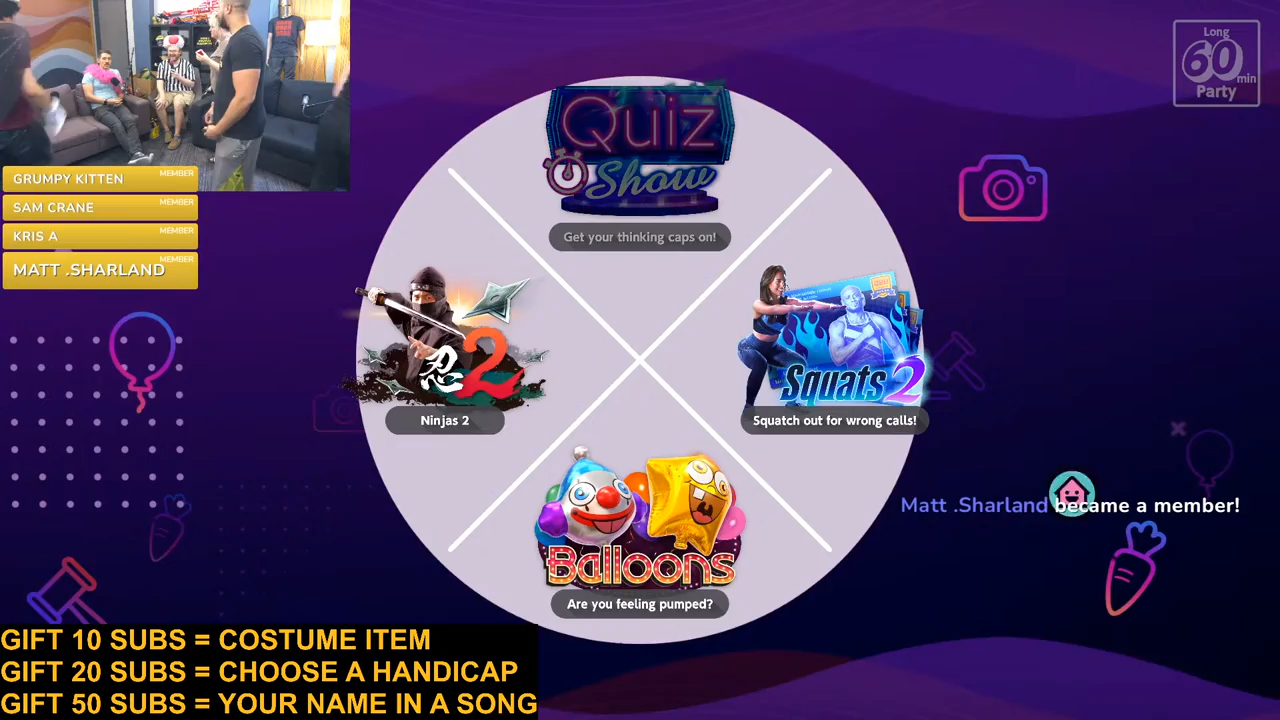 Long
60 min
Party
Quiz
Show
Get your thinking caps on!
GRUMPY KITTEN MEMBER
SAM CRANE MEMBER
KRIS A MEMBER
MATT .SHARLAND MEMBER
忍 2
Ninjas 2
Squats 2
Squatch out for wrong calls!
Matt .Sharland became a member!
Balloons
Are you feeling pumped?
GIFT 10 SUBS = COSTUME ITEM
GIFT 20 SUBS = CHOOSE A HANDICAP
GIFT 50 SUBS = YOUR NAME IN A SONG